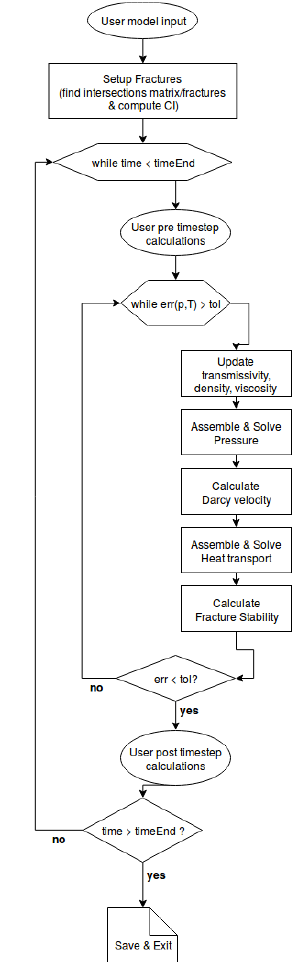 User model input
Setup Fractures
(find intersections matrix/fractures
& compute CI)
while time < timeEnd
User pre timestep
calculations
while err(p,T) > tol
Update
transmissivity,
density, viscosity
Assemble & Solve
Pressure
Calculate
Darcy velocity
Assemble & Solve
Heat transport
Calculate
Fracture Stability
err < tol?
no
yes
User post timestep
calculations
time > timeEnd ?
no
yes
Save & Exit